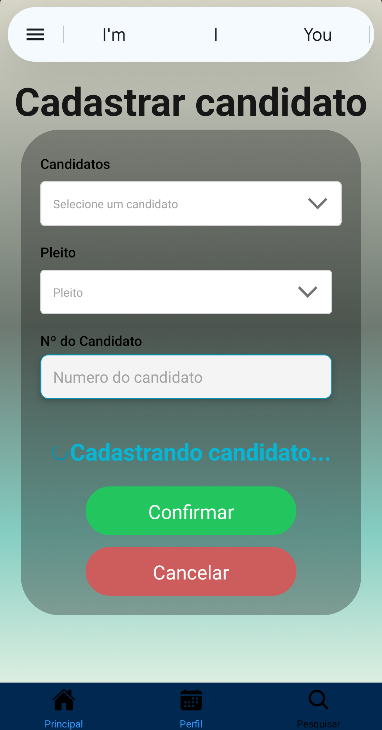 I'm I You
Cadastrar candidato
Candidatos
Selecione um candidato
Pleito
Pleito
Nº do Candidato
Numero do candidato
Cadastrando candidato...
Confirmar
Cancelar
Principal Perfil Pesquisar